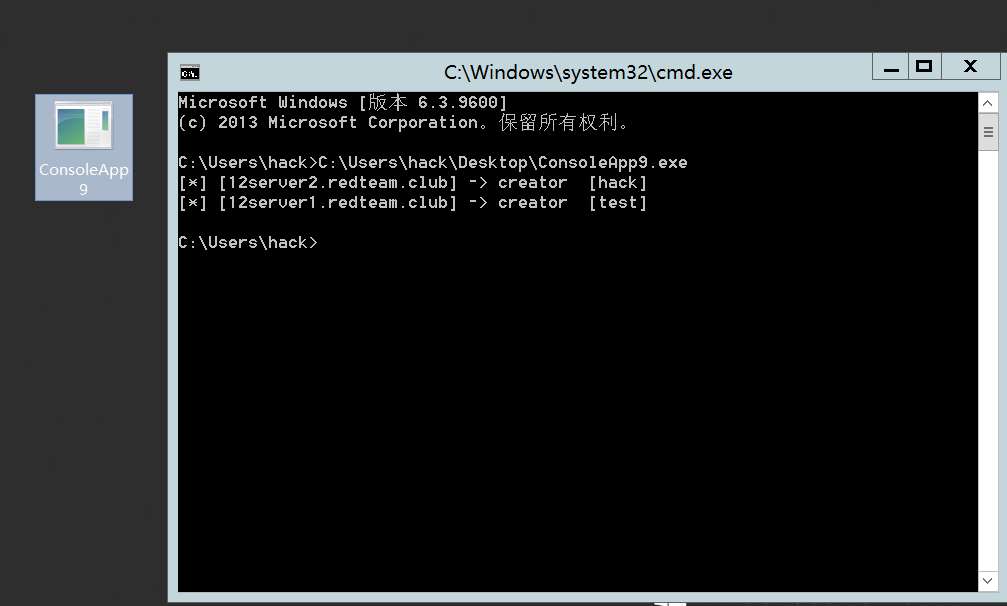 C:\Windows\system32\cmd.exe
Microsoft Windows [版本 6.3.9600]
(c) 2013 Microsoft Corporation。保留所有权利。
C:\Users\hack>C:\Users\hack\Desktop\ConsoleApp9.exe
[*] [12server2.redteam.club] -> creator  [hack]
[*] [12server1.redteam.club] -> creator  [test]
C:\Users\hack>
ConsoleApp
9